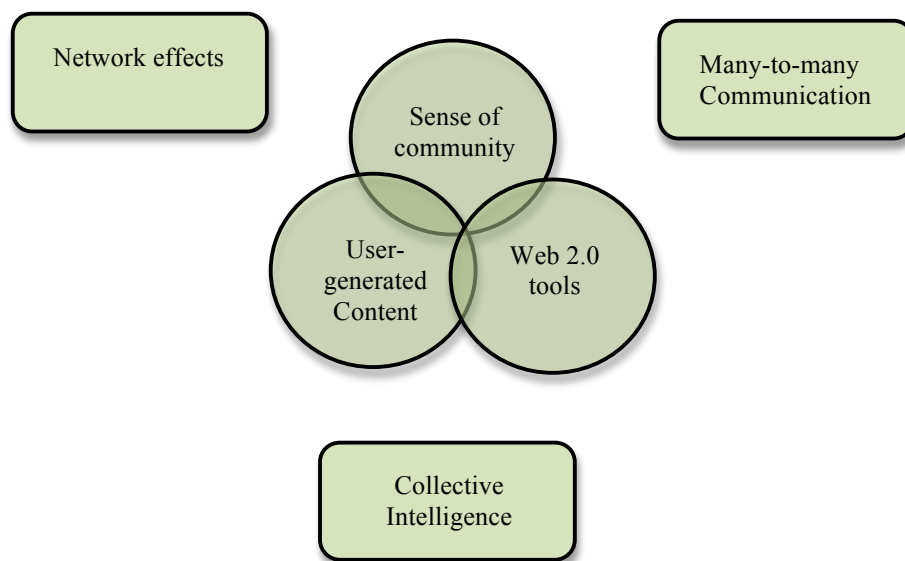 Network effects
Many-to-many
Communication
Sense of
community
User-
generated
Content
Web 2.0
tools
Collective
Intelligence